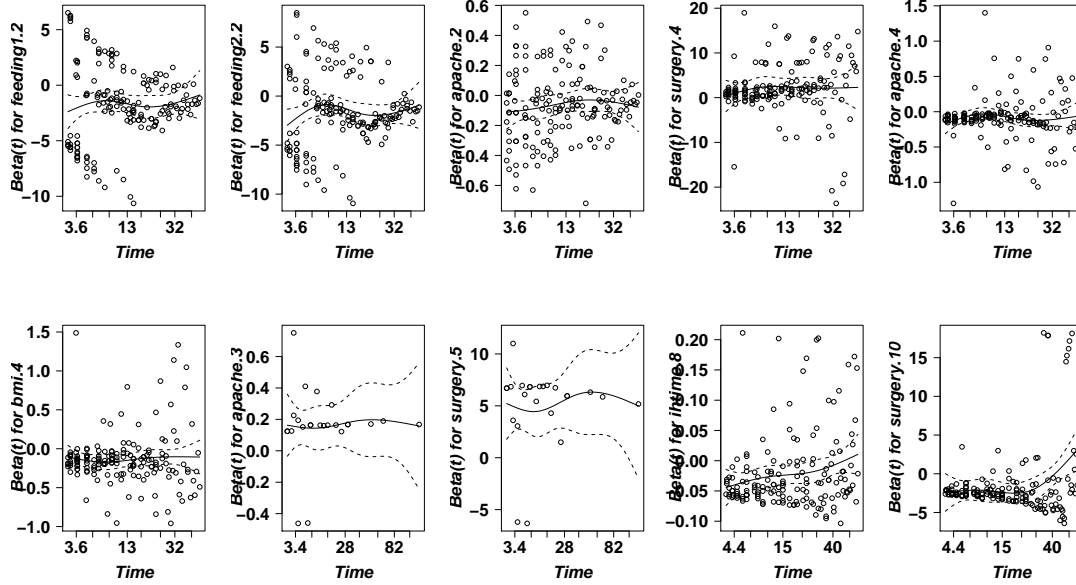 Beta(t) for feeding1.2
5
0
−5
−10
3.6 13 32
Time
Beta(t) for feeding2.2
5
0
−5
−10
3.6 13 32
Time
Beta(t) for apache.2
0.6
0.4
0.2
0.0
−0.2
−0.4
−0.6
3.6 13 32
Time
Beta(t) for surgery.4
20
10
0
−10
−20
3.6 13 32
Time
Beta(t) for apache.4
1.5
1.0
0.5
0.0
−0.5
−1.0
3.6 13 32
Time
Beta(t) for bmi.4
1.5
1.0
0.5
0.0
−0.5
−1.0
3.6 13 32
Time
Beta(t) for apache.3
0.6
0.4
0.2
0.0
−0.2
−0.4
3.4 28 82
Time
Beta(t) for surgery.5
10
5
0
−5
3.4 28 82
Time
Beta(t) for ihtime.8
0.20
0.15
0.10
0.05
0.00
−0.05
−0.10
4.4 15 40
Time
Beta(t) for surgery.10
15
10
5
0
−5
4.4 15 40
Time